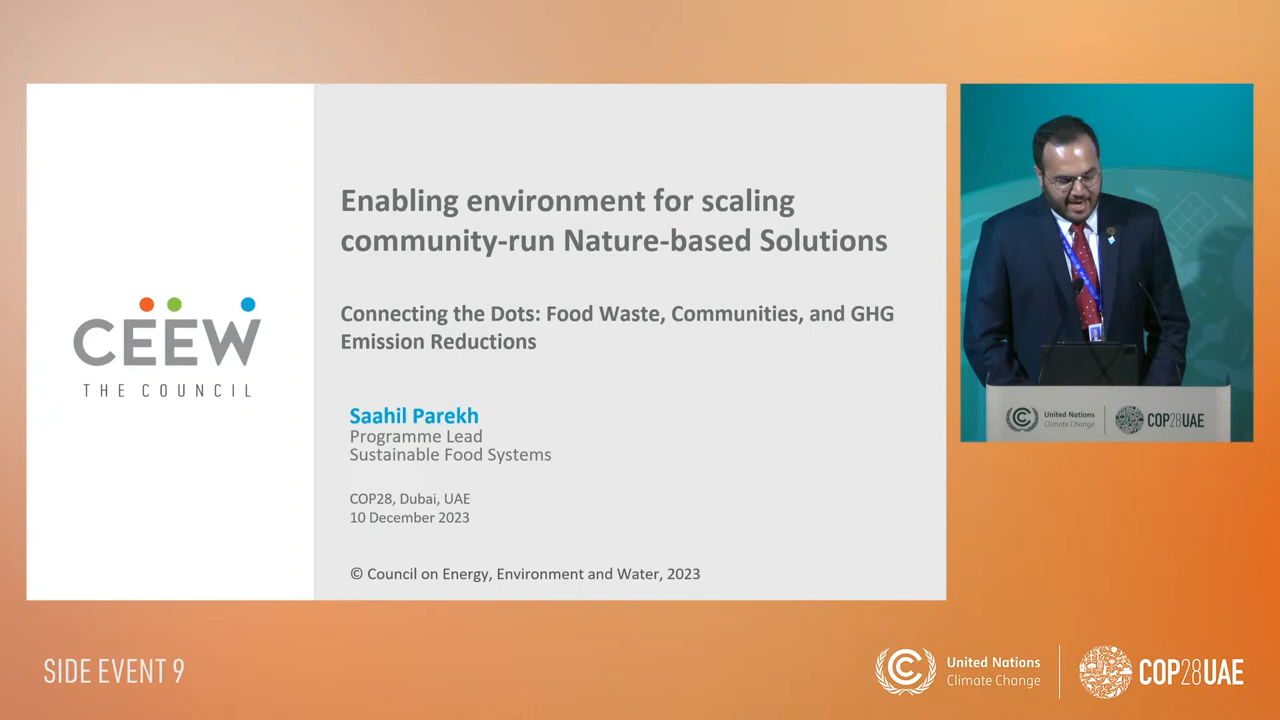 Enabling environment for scaling
community-run Nature-based Solutions
Connecting the Dots: Food Waste, Communities, and GHG
Emission Reductions
CEEW
THE COUNCIL
Saahil Parekh
Programme Lead
Sustainable Food Systems
COP28, Dubai, UAE
10 December 2023
© Council on Energy, Environment and Water, 2023
United Nations
Climate Change
COP28UAE
SIDE EVENT 9
United Nations
Climate Change
COP28UAE